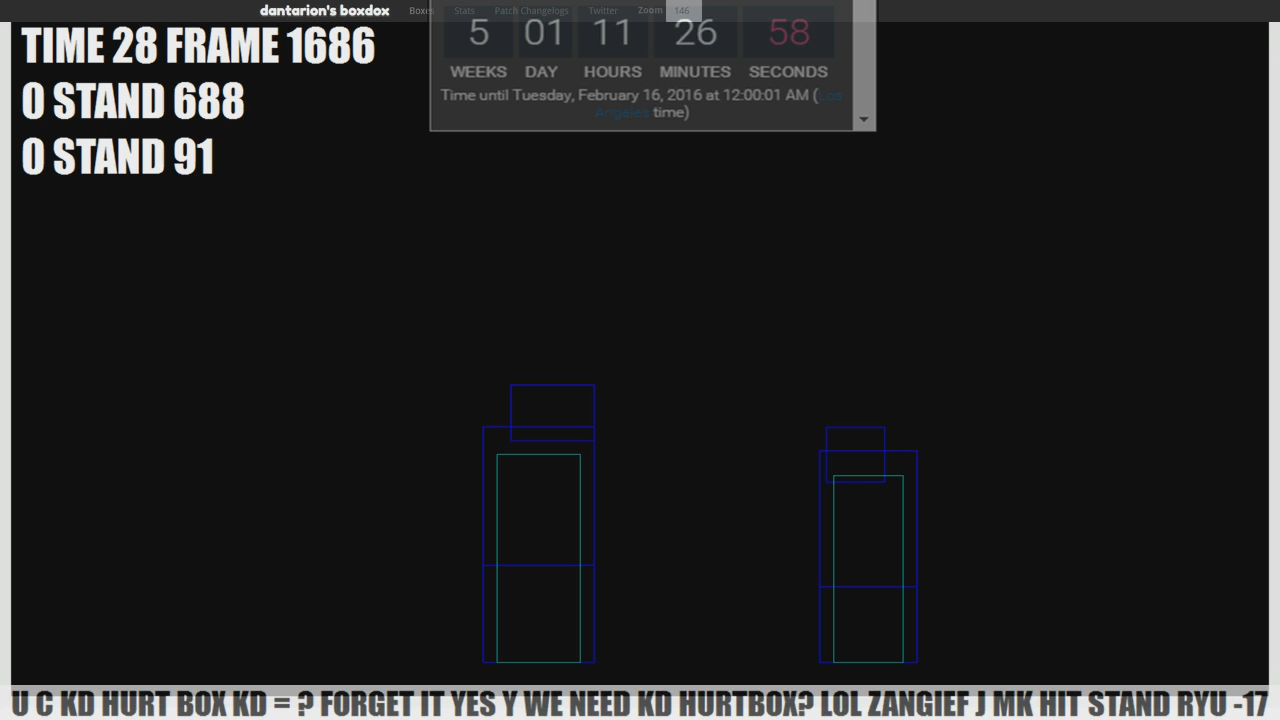 dantarion's boxdox Boxes Stats Patch Changelogs Twitter Zoom 146
TIME 28 FRAME 1686
0 STAND 688
0 STAND 91
5 01 11 26 58
WEEKS DAY HOURS MINUTES SECONDS
Time until Tuesday, February 16, 2016 at 12:00:01 AM (Los
Angeles time)
U C KD HURT BOX KD = ? FORGET IT YES Y WE NEED KD HURTBOX? LOL ZANGIEF J MK HIT STAND RYU -17